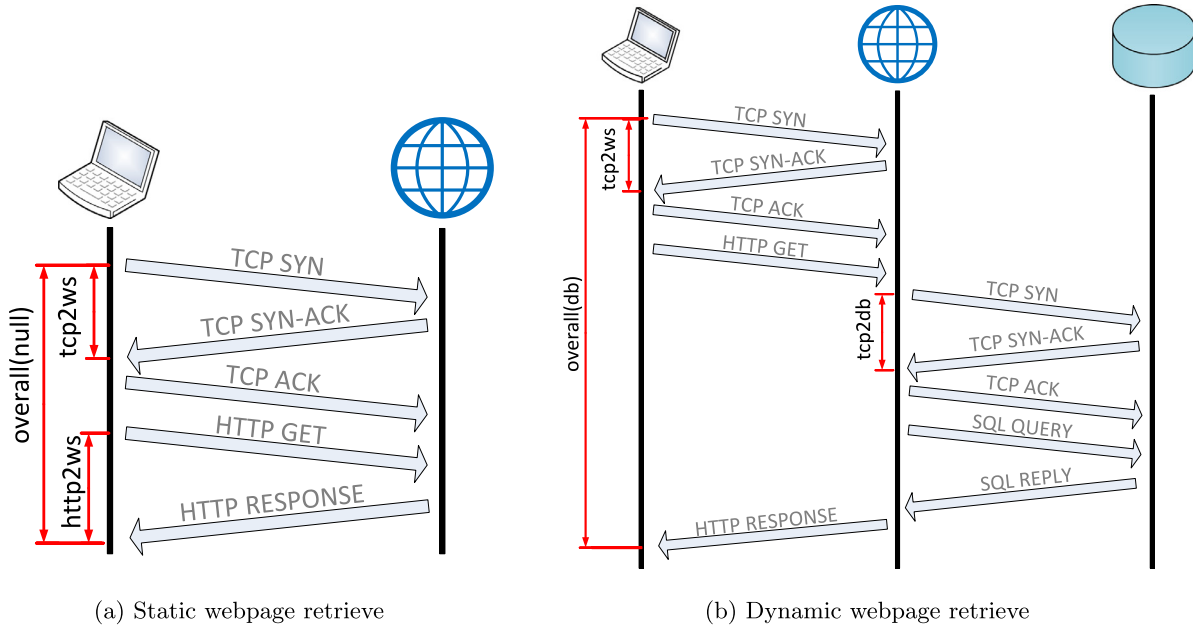 TCP SYN
TCP SYN-ACK
TCP ACK
HTTP GET
HTTP RESPONSE
overall(null)
tcp2ws
http2ws
(a) Static webpage retrieve
TCP SYN
TCP SYN-ACK
TCP ACK
HTTP GET
overall(db)
tcp2ws
tcp2db
TCP SYN
TCP SYN-ACK
TCP ACK
SQL QUERY
SQL REPLY
HTTP RESPONSE
(b) Dynamic webpage retrieve